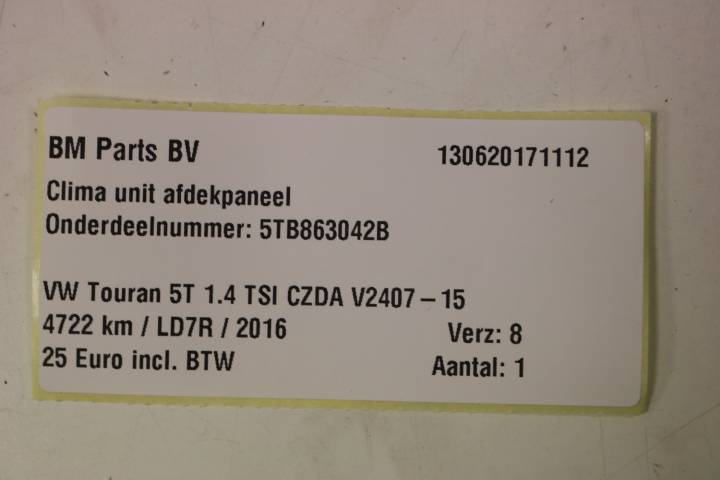 BM Parts BV 130620171112
Clima unit afdekpaneel
Onderdeelnummer: 5TB863042B
VW Touran 5T 1.4 TSI CZDA V2407 – 15
4722 km / LD7R / 2016 Verz: 8
25 Euro incl. BTW Aantal: 1